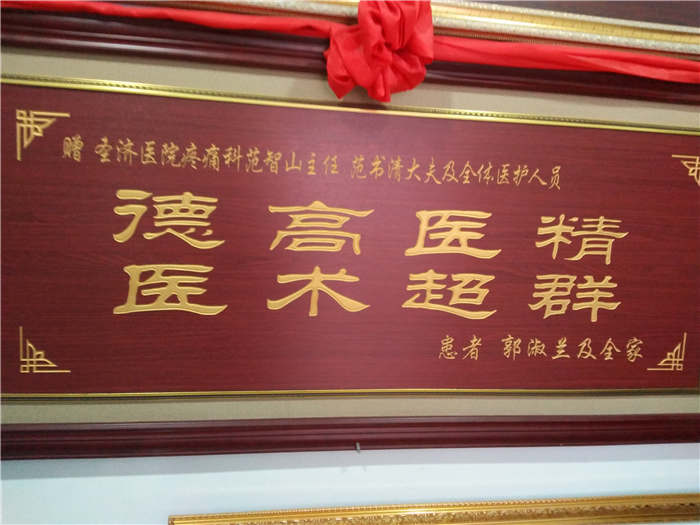 赠 圣济医院疼痛科范智山主任 范书清大夫及全体医护人员
德高医精
医术超群
患者 郭淑兰及全家